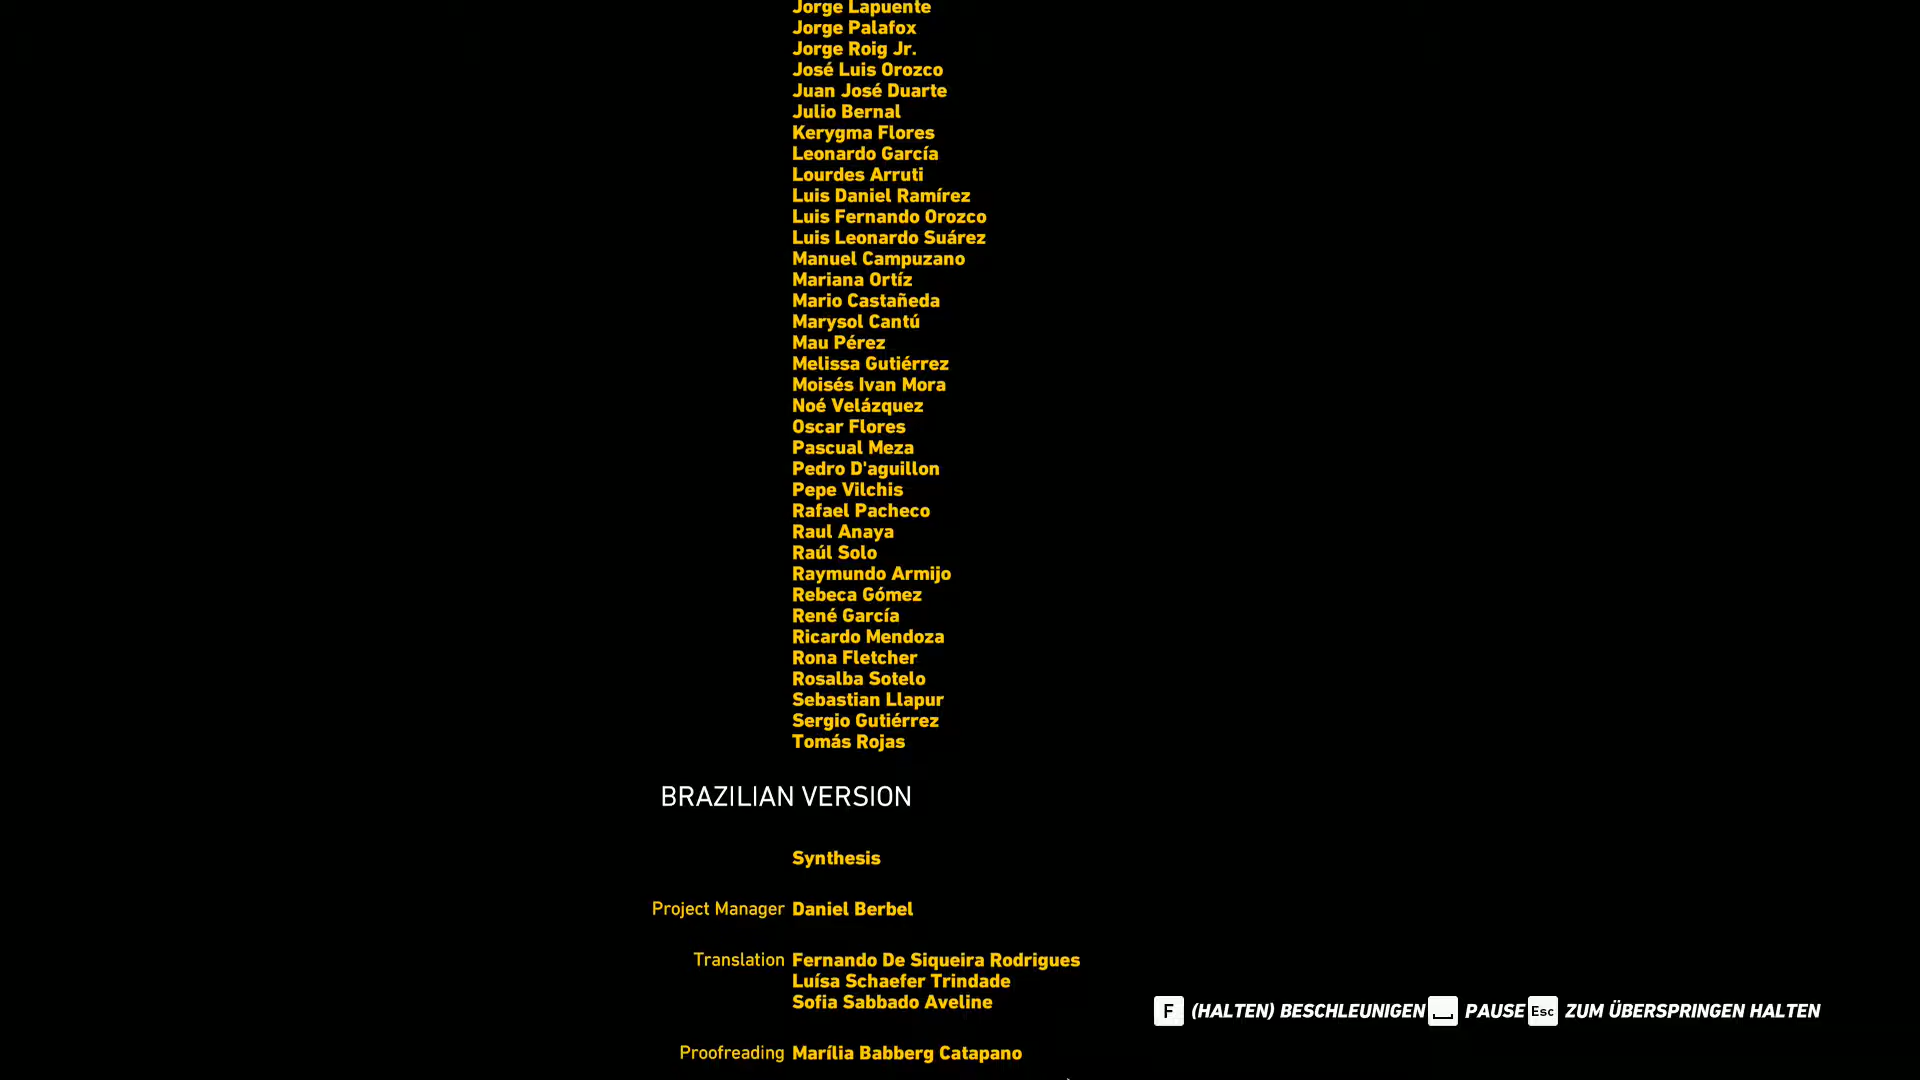 Jorge Lapuente
Jorge Palafox
Jorge Roig Jr.
José Luis Orozco
Juan José Duarte
Julio Bernal
Kerygma Flores
Leonardo García
Lourdes Arruti
Luis Daniel Ramírez
Luis Fernando Orozco
Luis Leonardo Suárez
Manuel Campuzano
Mariana Ortíz
Mario Castañeda
Marysol Cantú
Mau Pérez
Melissa Gutiérrez
Moisés Ivan Mora
Noé Velázquez
Oscar Flores
Pascual Meza
Pedro D'aguillon
Pepe Vilchis
Rafael Pacheco
Raul Anaya
Raúl Solo
Raymundo Armijo
Rebeca Gómez
René García
Ricardo Mendoza
Rona Fletcher
Rosalba Sotelo
Sebastian Llapur
Sergio Gutiérrez
Tomás Rojas
BRAZILIAN VERSION
Synthesis
Project Manager Daniel Berbel
Translation Fernando De Siqueira Rodrigues
Luísa Schaefer Trindade
Sofia Sabbado Aveline
F (HALTEN) BESCHLEUNIGEN PAUSE Esc ZUM ÜBERSPRINGEN HALTEN
Proofreading Marília Babberg Catapano